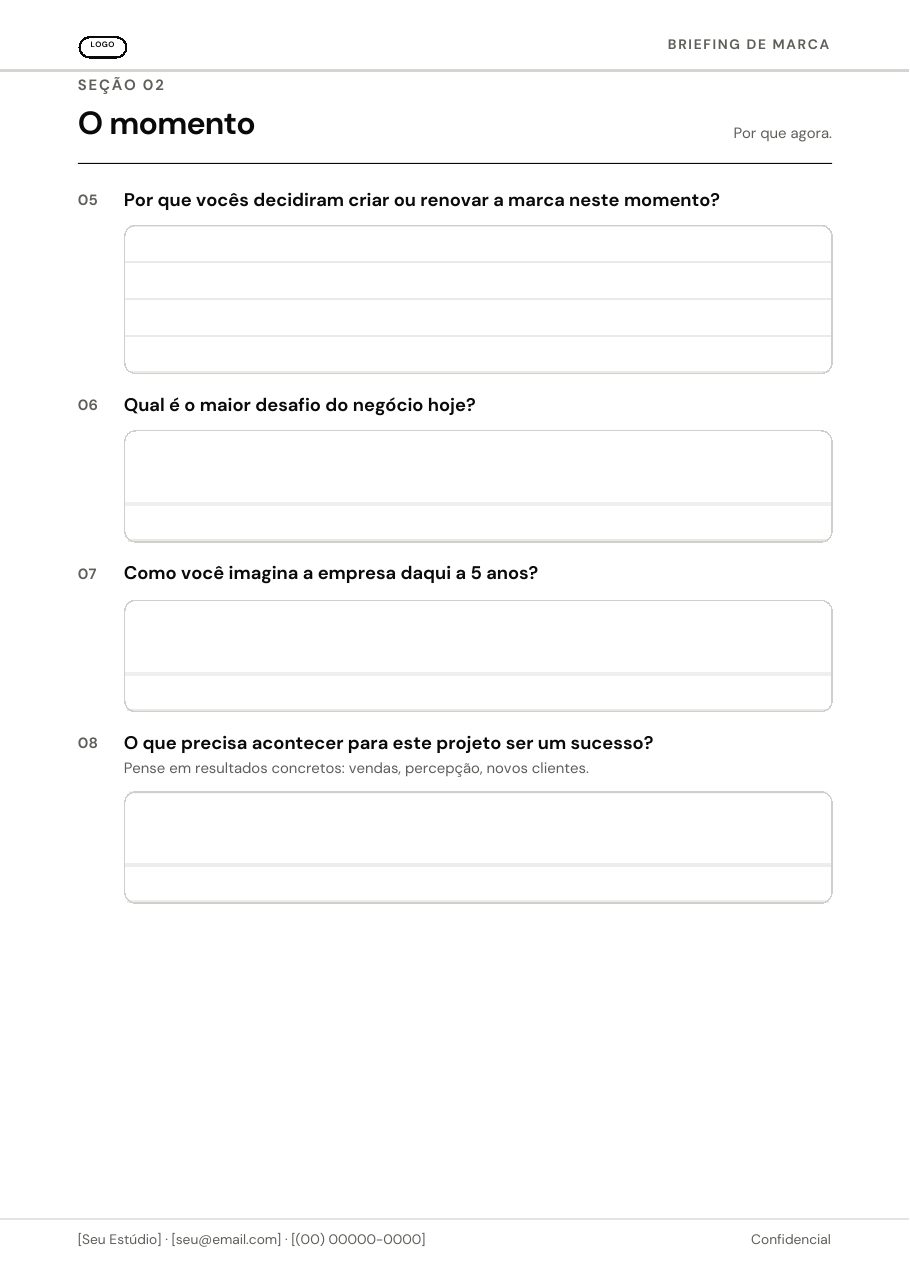 LOGO
BRIEFING DE MARCA
SEÇÃO 02
O momento
Por que agora.
05 Por que vocês decidiram criar ou renovar a marca neste momento?
06 Qual é o maior desafio do negócio hoje?
07 Como você imagina a empresa daqui a 5 anos?
08 O que precisa acontecer para este projeto ser um sucesso?
Pense em resultados concretos: vendas, percepção, novos clientes.
[Seu Estúdio] · [seu@email.com] · [(00) 00000-0000]
Confidencial